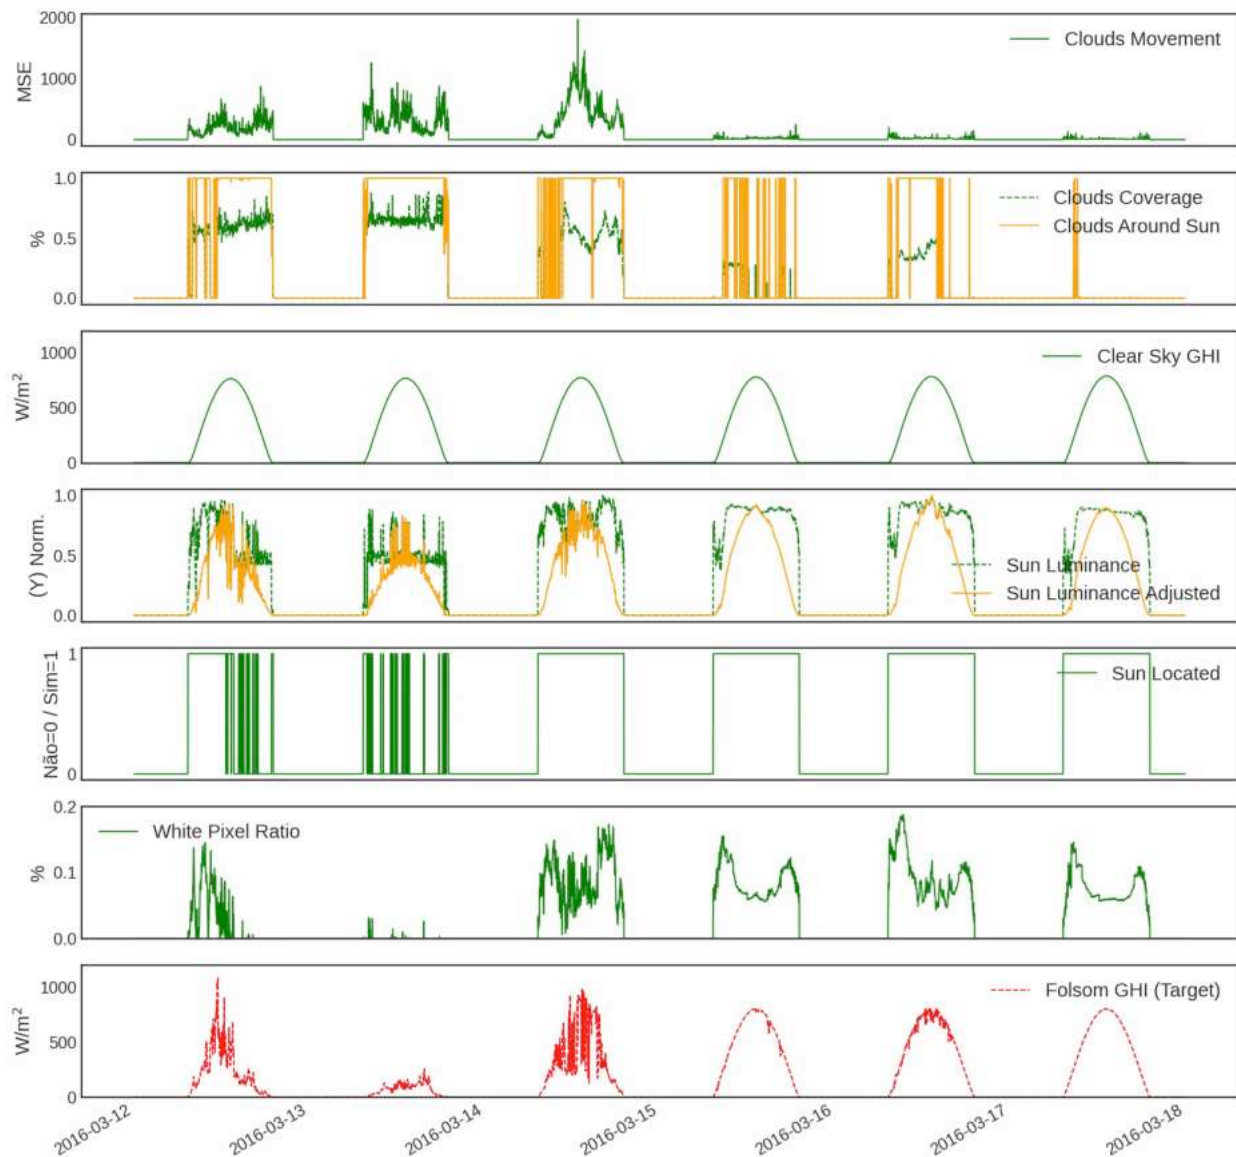 2000
1000
0
MSE
Clouds Movement
1.0
0.5
0.0
%
Clouds Coverage
Clouds Around Sun
1000
500
0
W/m²
Clear Sky GHI
1.0
0.5
0.0
(Y) Norm.
Sun Luminance
Sun Luminance Adjusted
1
0
Não=0 / Sim=1
Sun Located
0.2
0.1
0.0
%
White Pixel Ratio
1000
500
0
W/m²
Folsom GHI (Target)
2016-03-12
2016-03-13
2016-03-14
2016-03-15
2016-03-16
2016-03-17
2016-03-18